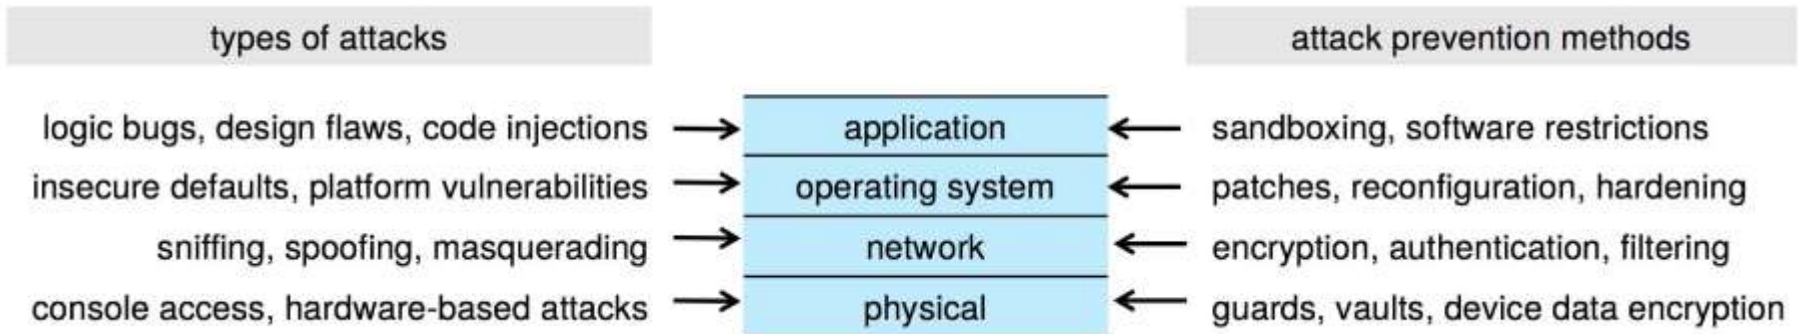 types of attacks attack prevention methods
logic bugs, design flaws, code injections application sandboxing, software restrictions
insecure defaults, platform vulnerabilities operating system patches, reconfiguration, hardening
sniffing, spoofing, masquerading network encryption, authentication, filtering
console access, hardware-based attacks physical guards, vaults, device data encryption